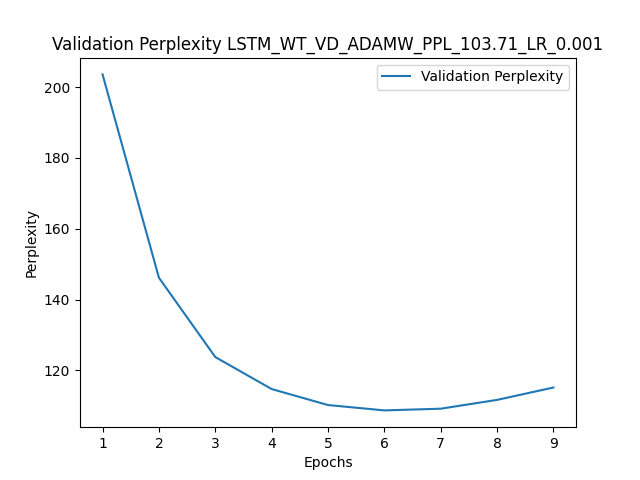 Validation Perplexity LSTM_WT_VD_ADAMW_PPL_103.71_LR_0.001
Validation Perplexity
200
180
160
140
120
Perplexity
1 2 3 4 5 6 7 8 9
Epochs